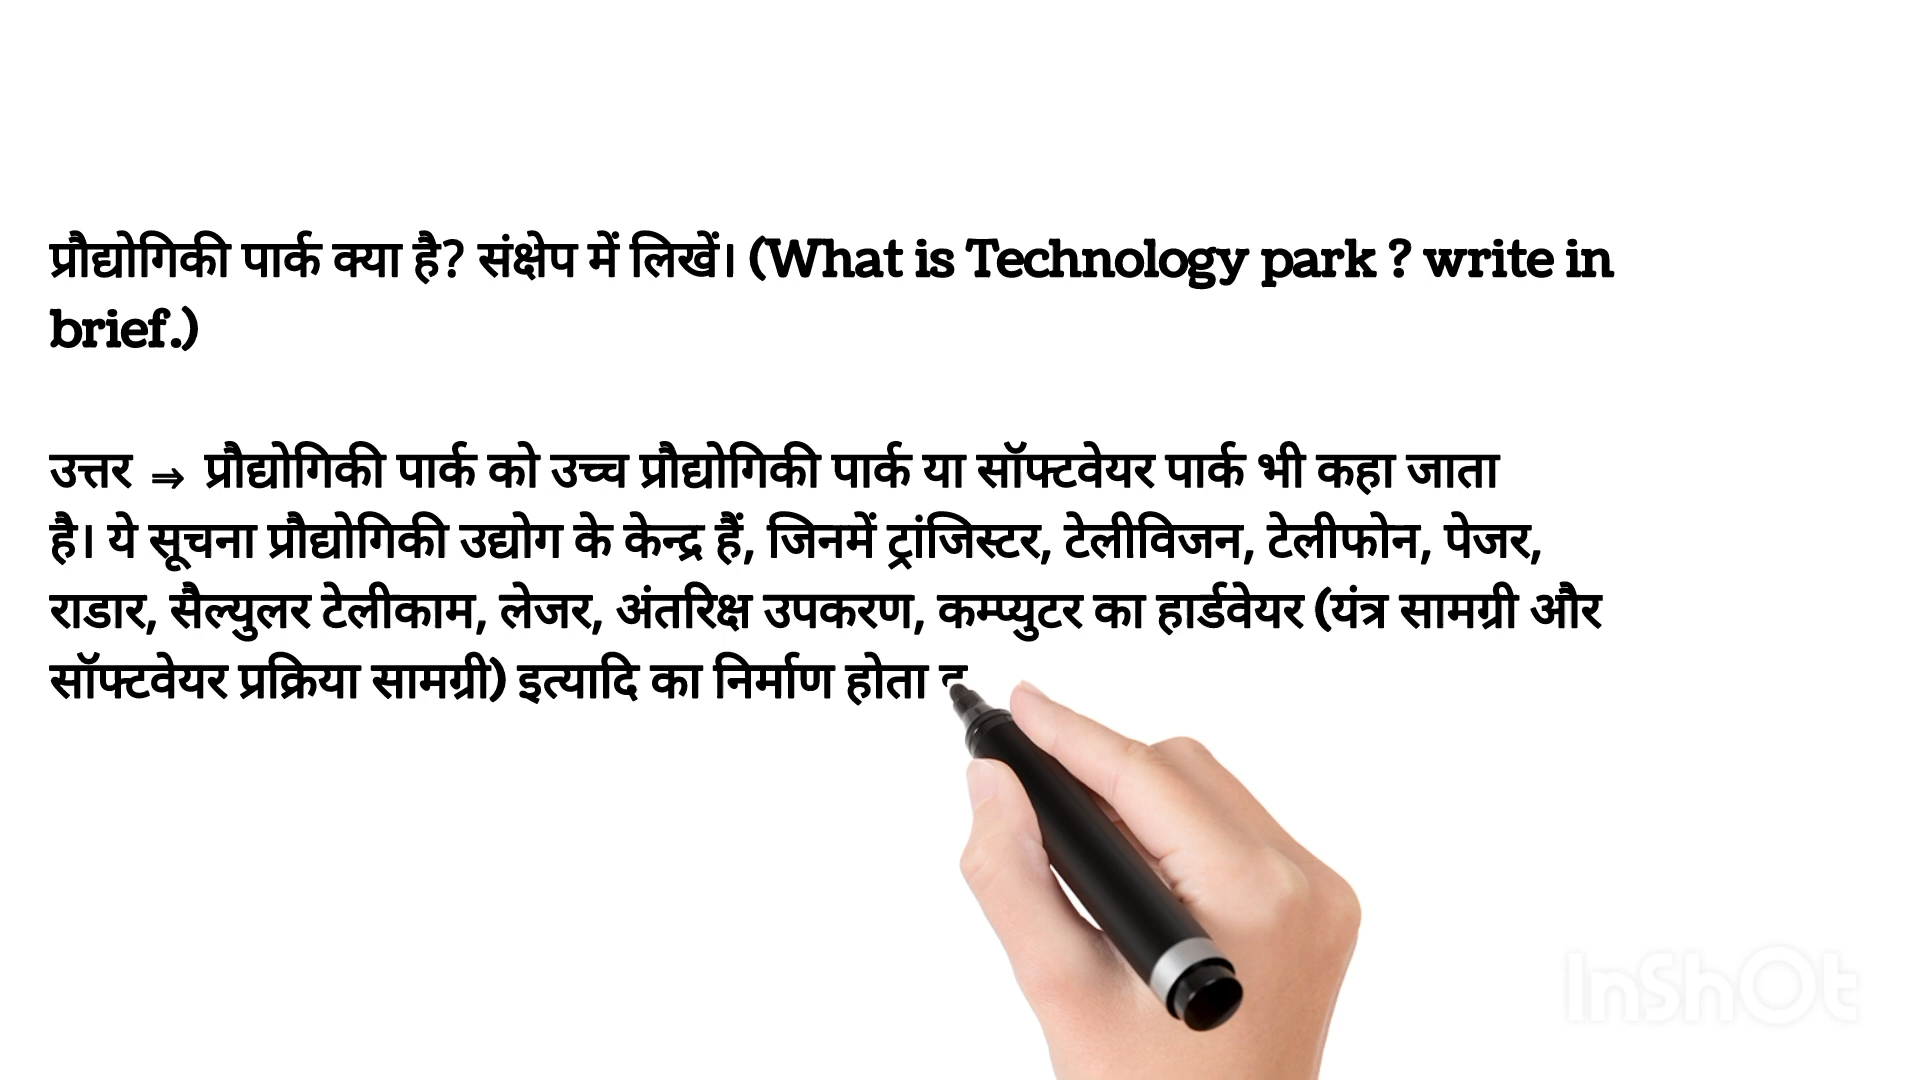 प्रौद्योगिकी पार्क क्या है? संक्षेप में लिखें। (What is Technology park ? write in
brief.)
उत्तर ⇒ प्रौद्योगिकी पार्क को उच्च प्रौद्योगिकी पार्क या सॉफ्टवेयर पार्क भी कहा जाता
है। ये सूचना प्रौद्योगिकी उद्योग के केन्द्र हैं, जिनमें ट्रांजिस्टर, टेलीविजन, टेलीफोन, पेजर,
राडार, सैल्युलर टेलीकाम, लेजर, अंतरिक्ष उपकरण, कम्प्युटर का हार्डवेयर (यंत्र सामग्री और
सॉफ्टवेयर प्रक्रिया सामग्री) इत्यादि का निर्माण होता
InShOt